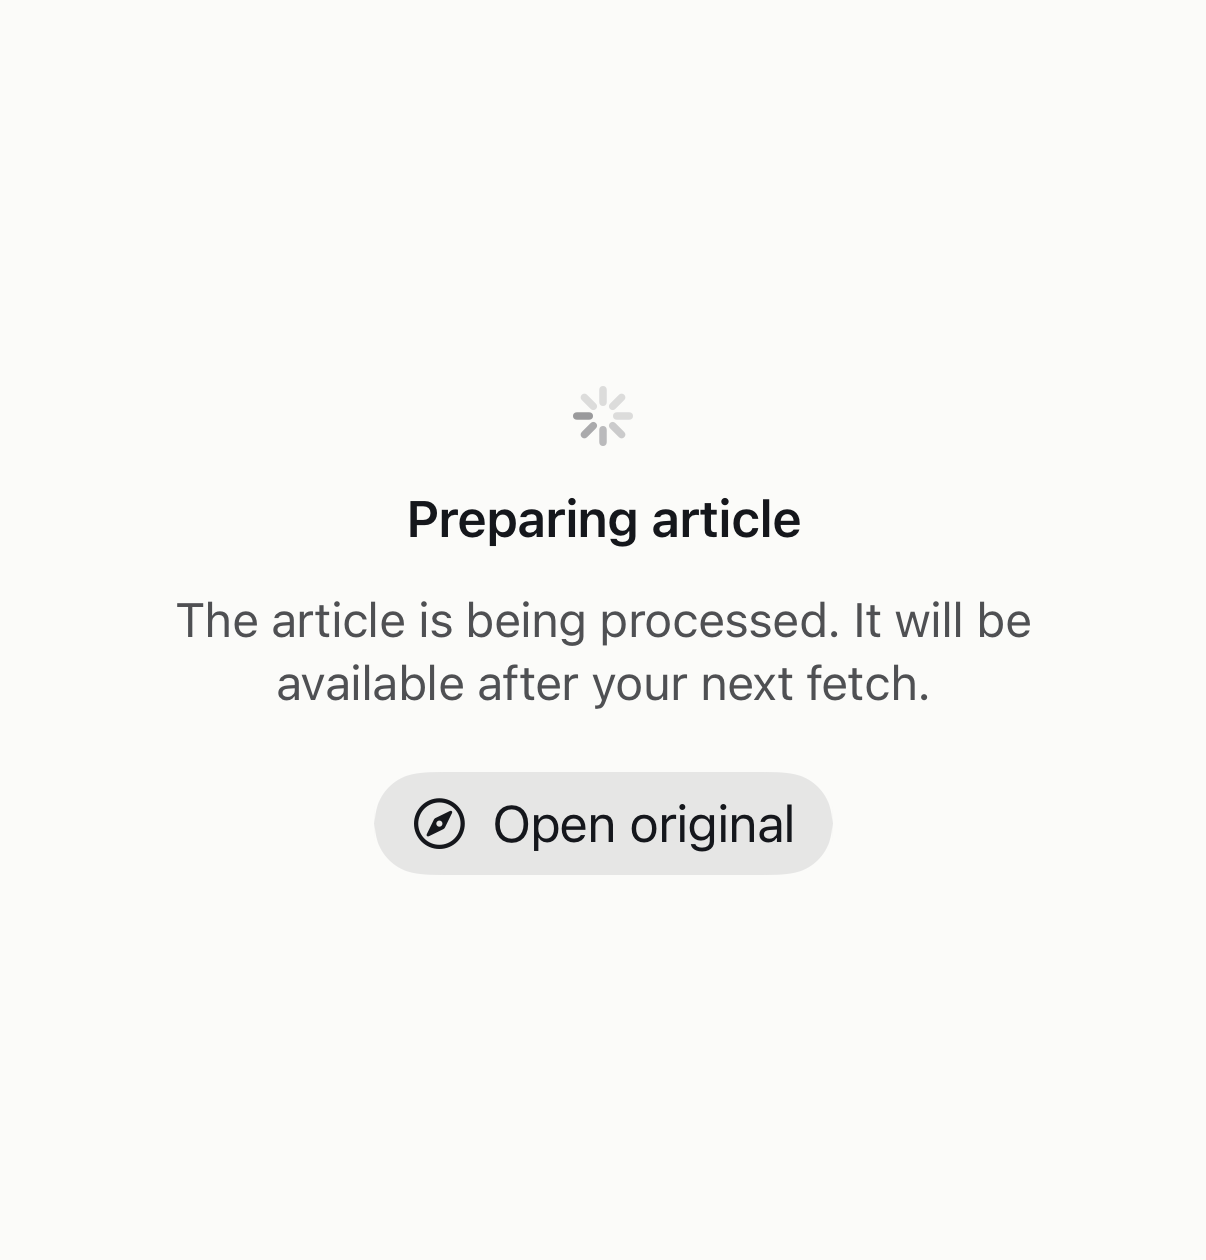 Preparing article
The article is being processed. It will be
available after your next fetch.
Open original